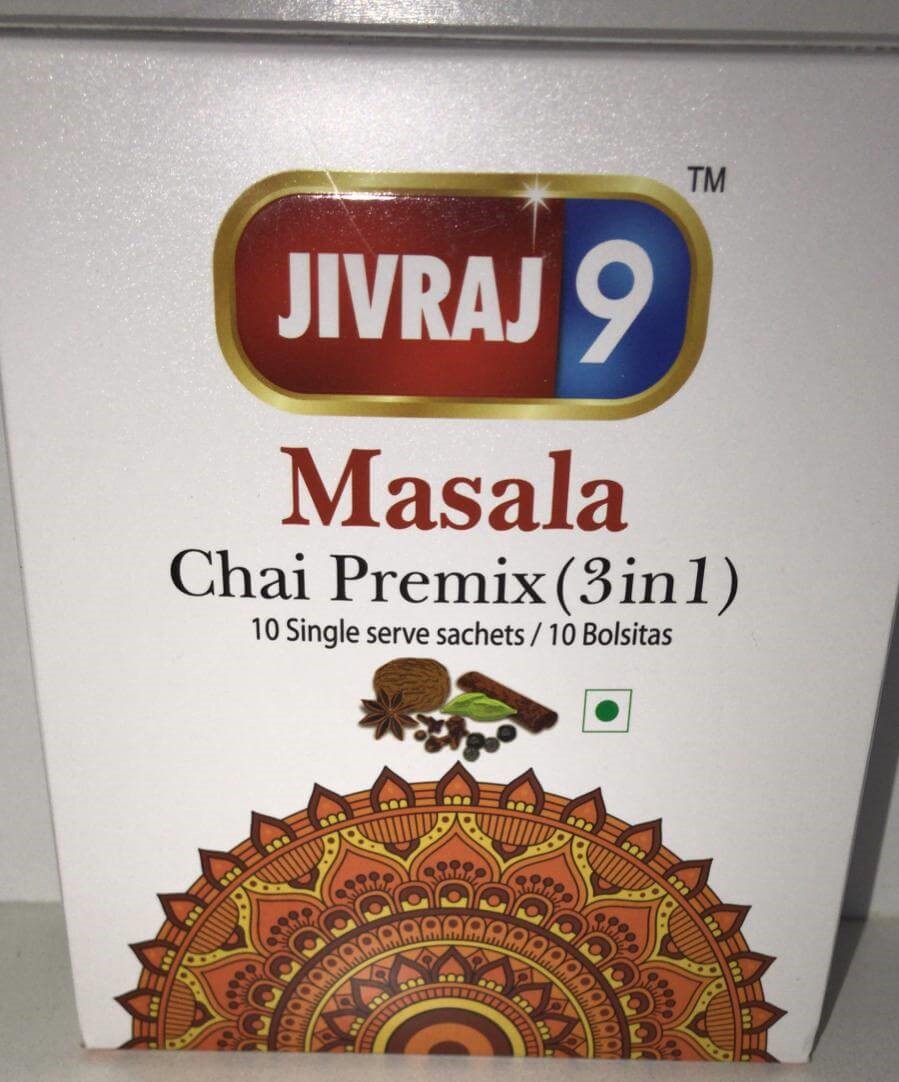 TM
JIVRAJ 9
Masala
Chai Premix (3in1)
10 Single serve sachets / 10 Bolsitas